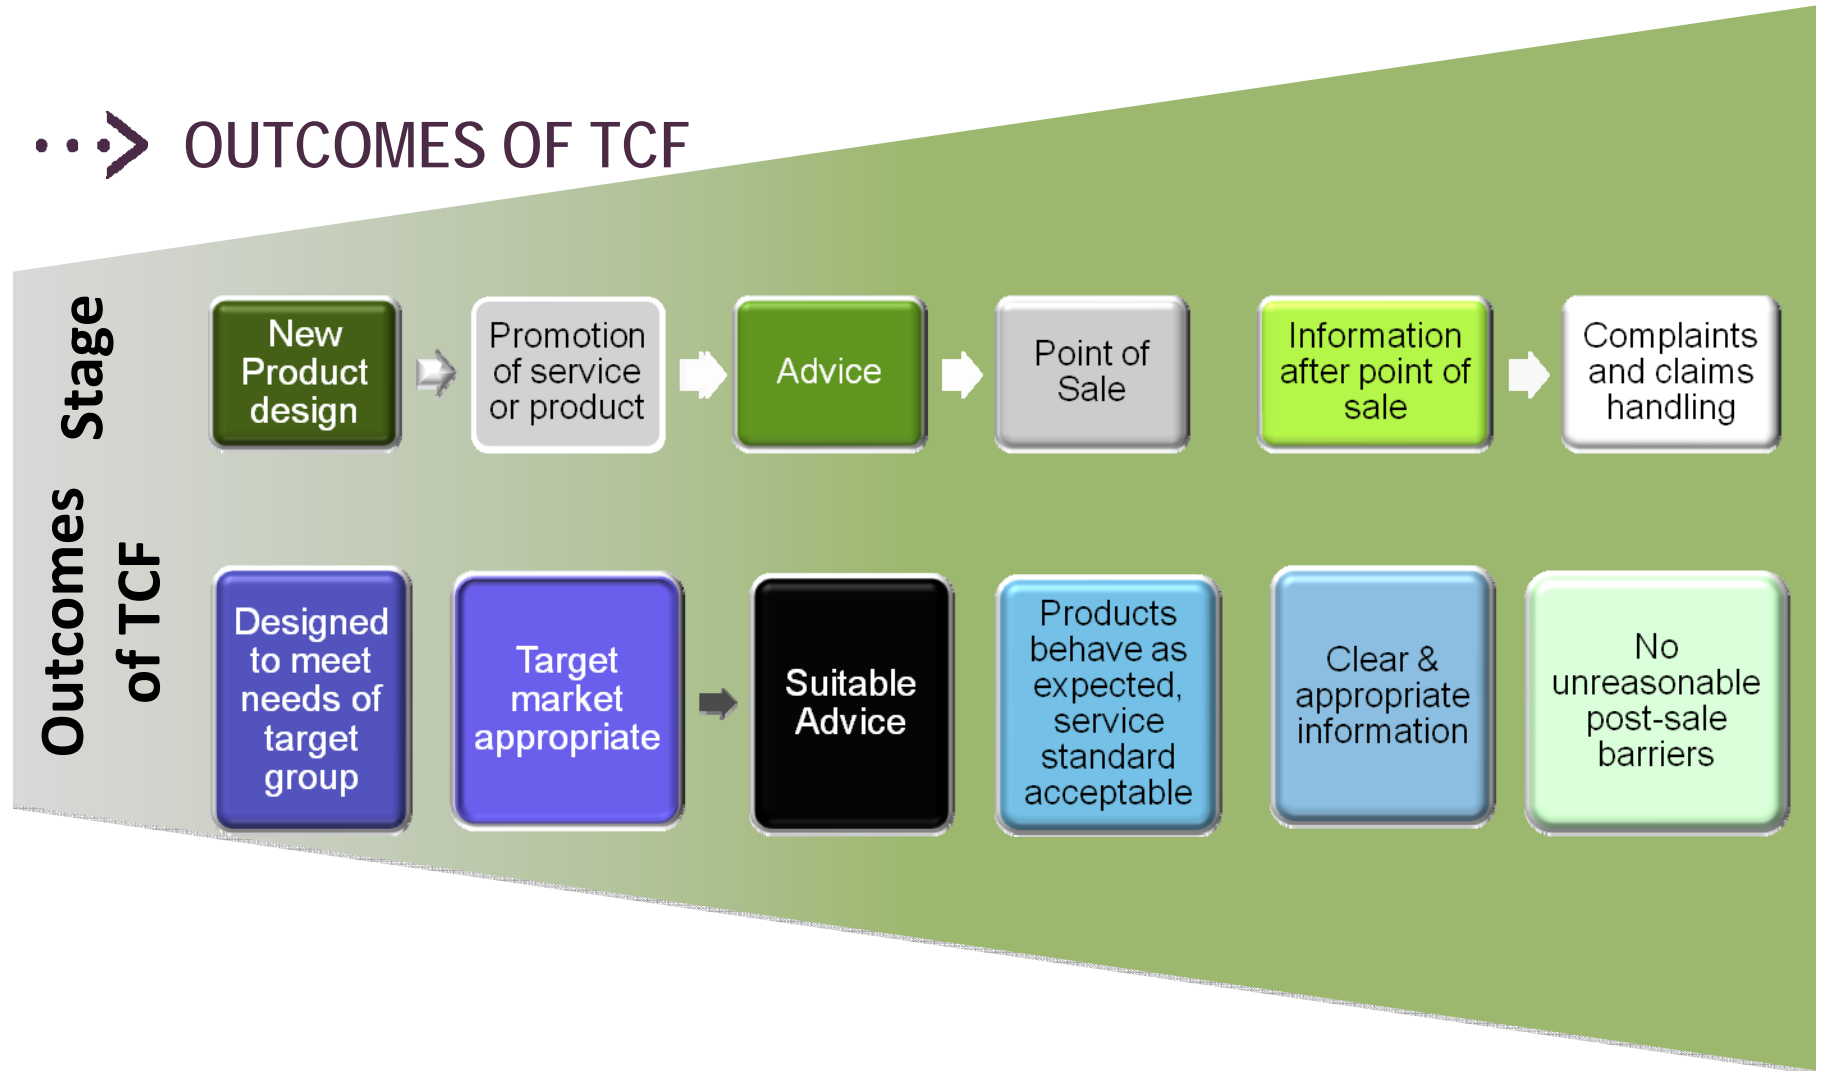 OUTCOMES OF TCF
Stage
New
Product
design
Promotion
of service
or product
Advice
Point of
Sale
Information
after point of
sale
Complaints
and claims
handling
Outcomes
of TCF
Designed
to meet
needs of
target
group
Target
market
appropriate
Suitable
Advice
Products
behave as
expected,
service
standard
acceptable
Clear &
appropriate
information
No
unreasonable
post-sale
barriers